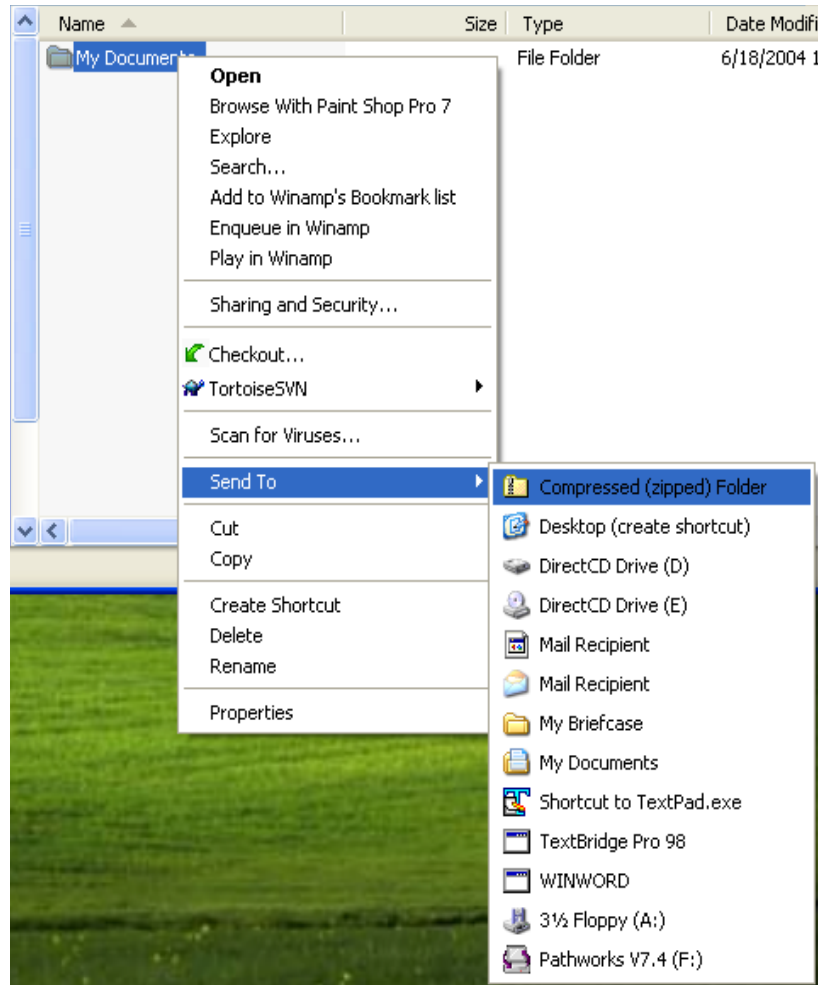 Name Size Type Date Modifi
My Documen File Folder 6/18/2004 1
Open
Browse With Paint Shop Pro 7
Explore
Search...
Add to Winamp's Bookmark list
Enqueue in Winamp
Play in Winamp
Sharing and Security...
Checkout...
TortoiseSVN
Scan for Viruses...
Send To
Cut
Copy
Create Shortcut
Delete
Rename
Properties
Compressed (zipped) Folder
Desktop (create shortcut)
DirectCD Drive (D)
DirectCD Drive (E)
Mail Recipient
Mail Recipient
My Briefcase
My Documents
Shortcut to TextPad.exe
TextBridge Pro 98
WINWORD
3½ Floppy (A:)
Pathworks V7.4 (F:)